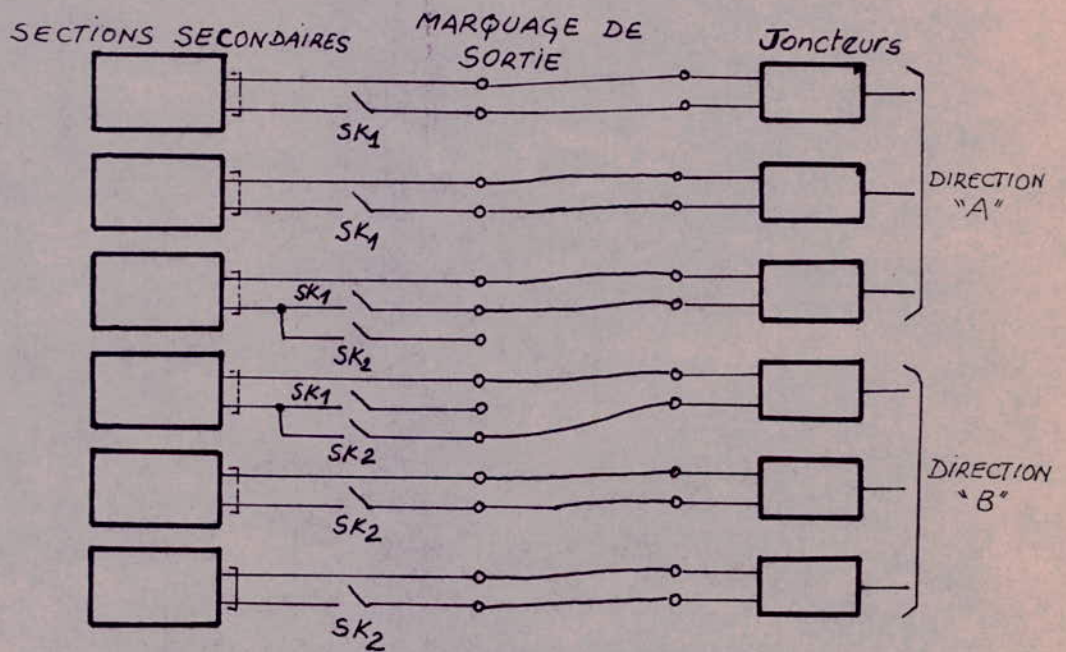 SECTIONS SECONDAIRES
MARQUAGE DE
SORTIE
Joncteurs
SK1
SK1
SK1
SK2
SK1
SK2
SK2
SK2
DIRECTION
"A"
DIRECTION
"B"